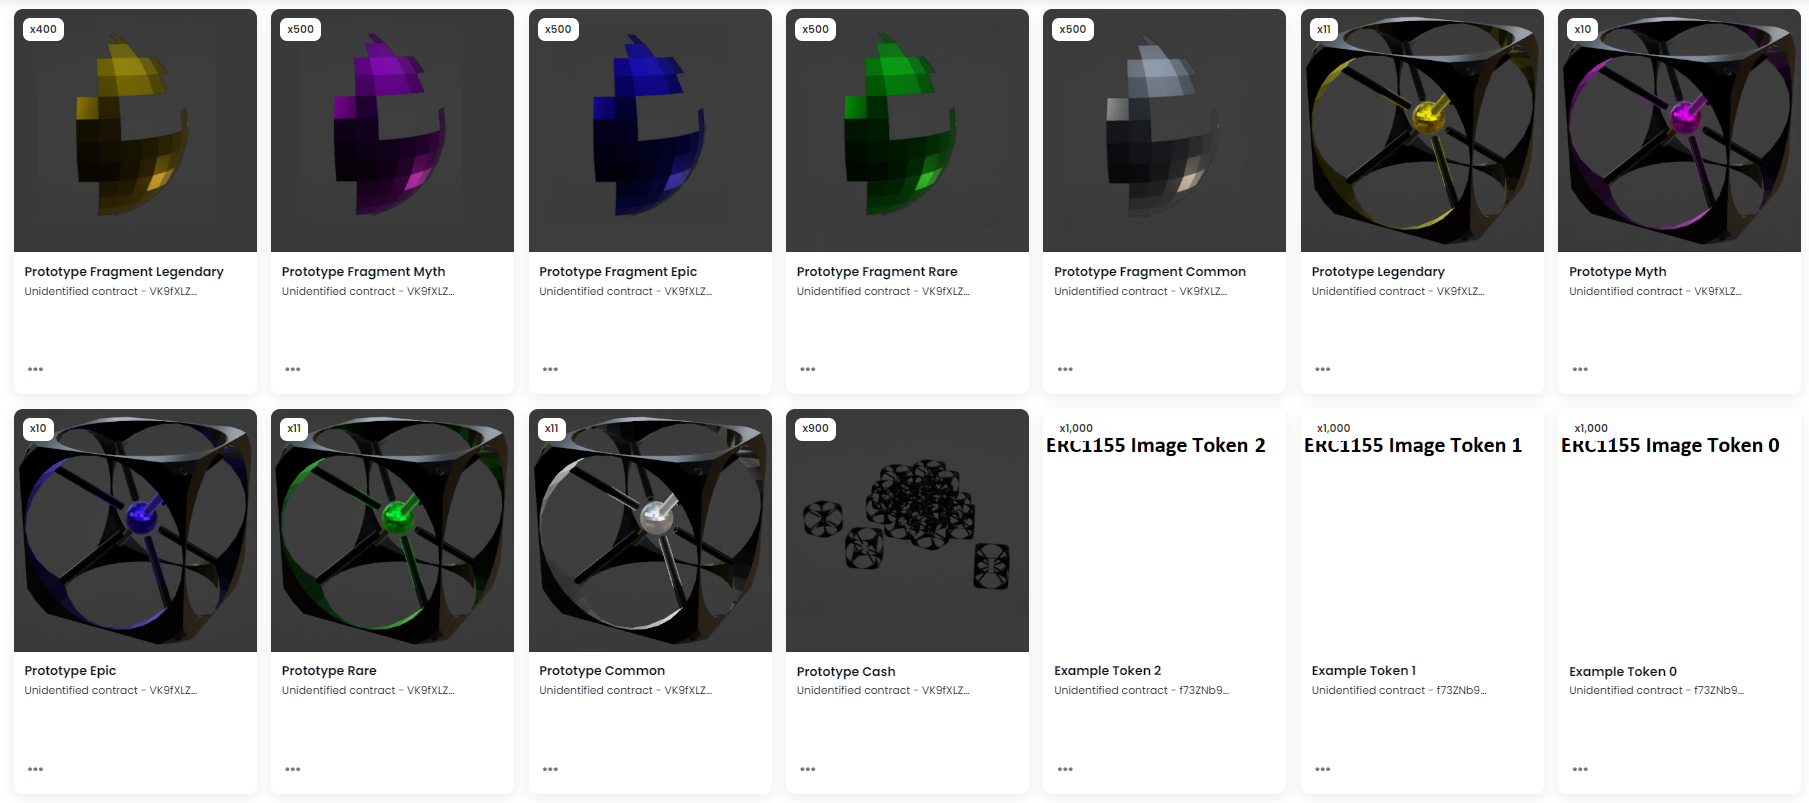 x400
Prototype Fragment Legendary
Unidentified contract - VK9fXLZ...
x500
Prototype Fragment Myth
Unidentified contract - VK9fXLZ...
x500
Prototype Fragment Epic
Unidentified contract - VK9fXLZ...
x500
Prototype Fragment Rare
Unidentified contract - VK9fXLZ...
x500
Prototype Fragment Common
Unidentified contract - VK9fXLZ...
x11
Prototype Legendary
Unidentified contract - VK9fXLZ...
x10
Prototype Myth
Unidentified contract - VK9fXLZ...
x10
Prototype Epic
Unidentified contract - VK9fXLZ...
x11
Prototype Rare
Unidentified contract - VK9fXLZ...
x11
Prototype Common
Unidentified contract - VK9fXLZ...
x900
Prototype Cash
Unidentified contract - VK9fXLZ...
x1,000
ERC1155 Image Token 2
Example Token 2
Unidentified contract - f73ZNb9...
x1,000
ERC1155 Image Token 1
Example Token 1
Unidentified contract - f73ZNb9...
x1,000
ERC1155 Image Token 0
Example Token 0
Unidentified contract - f73ZNb9...